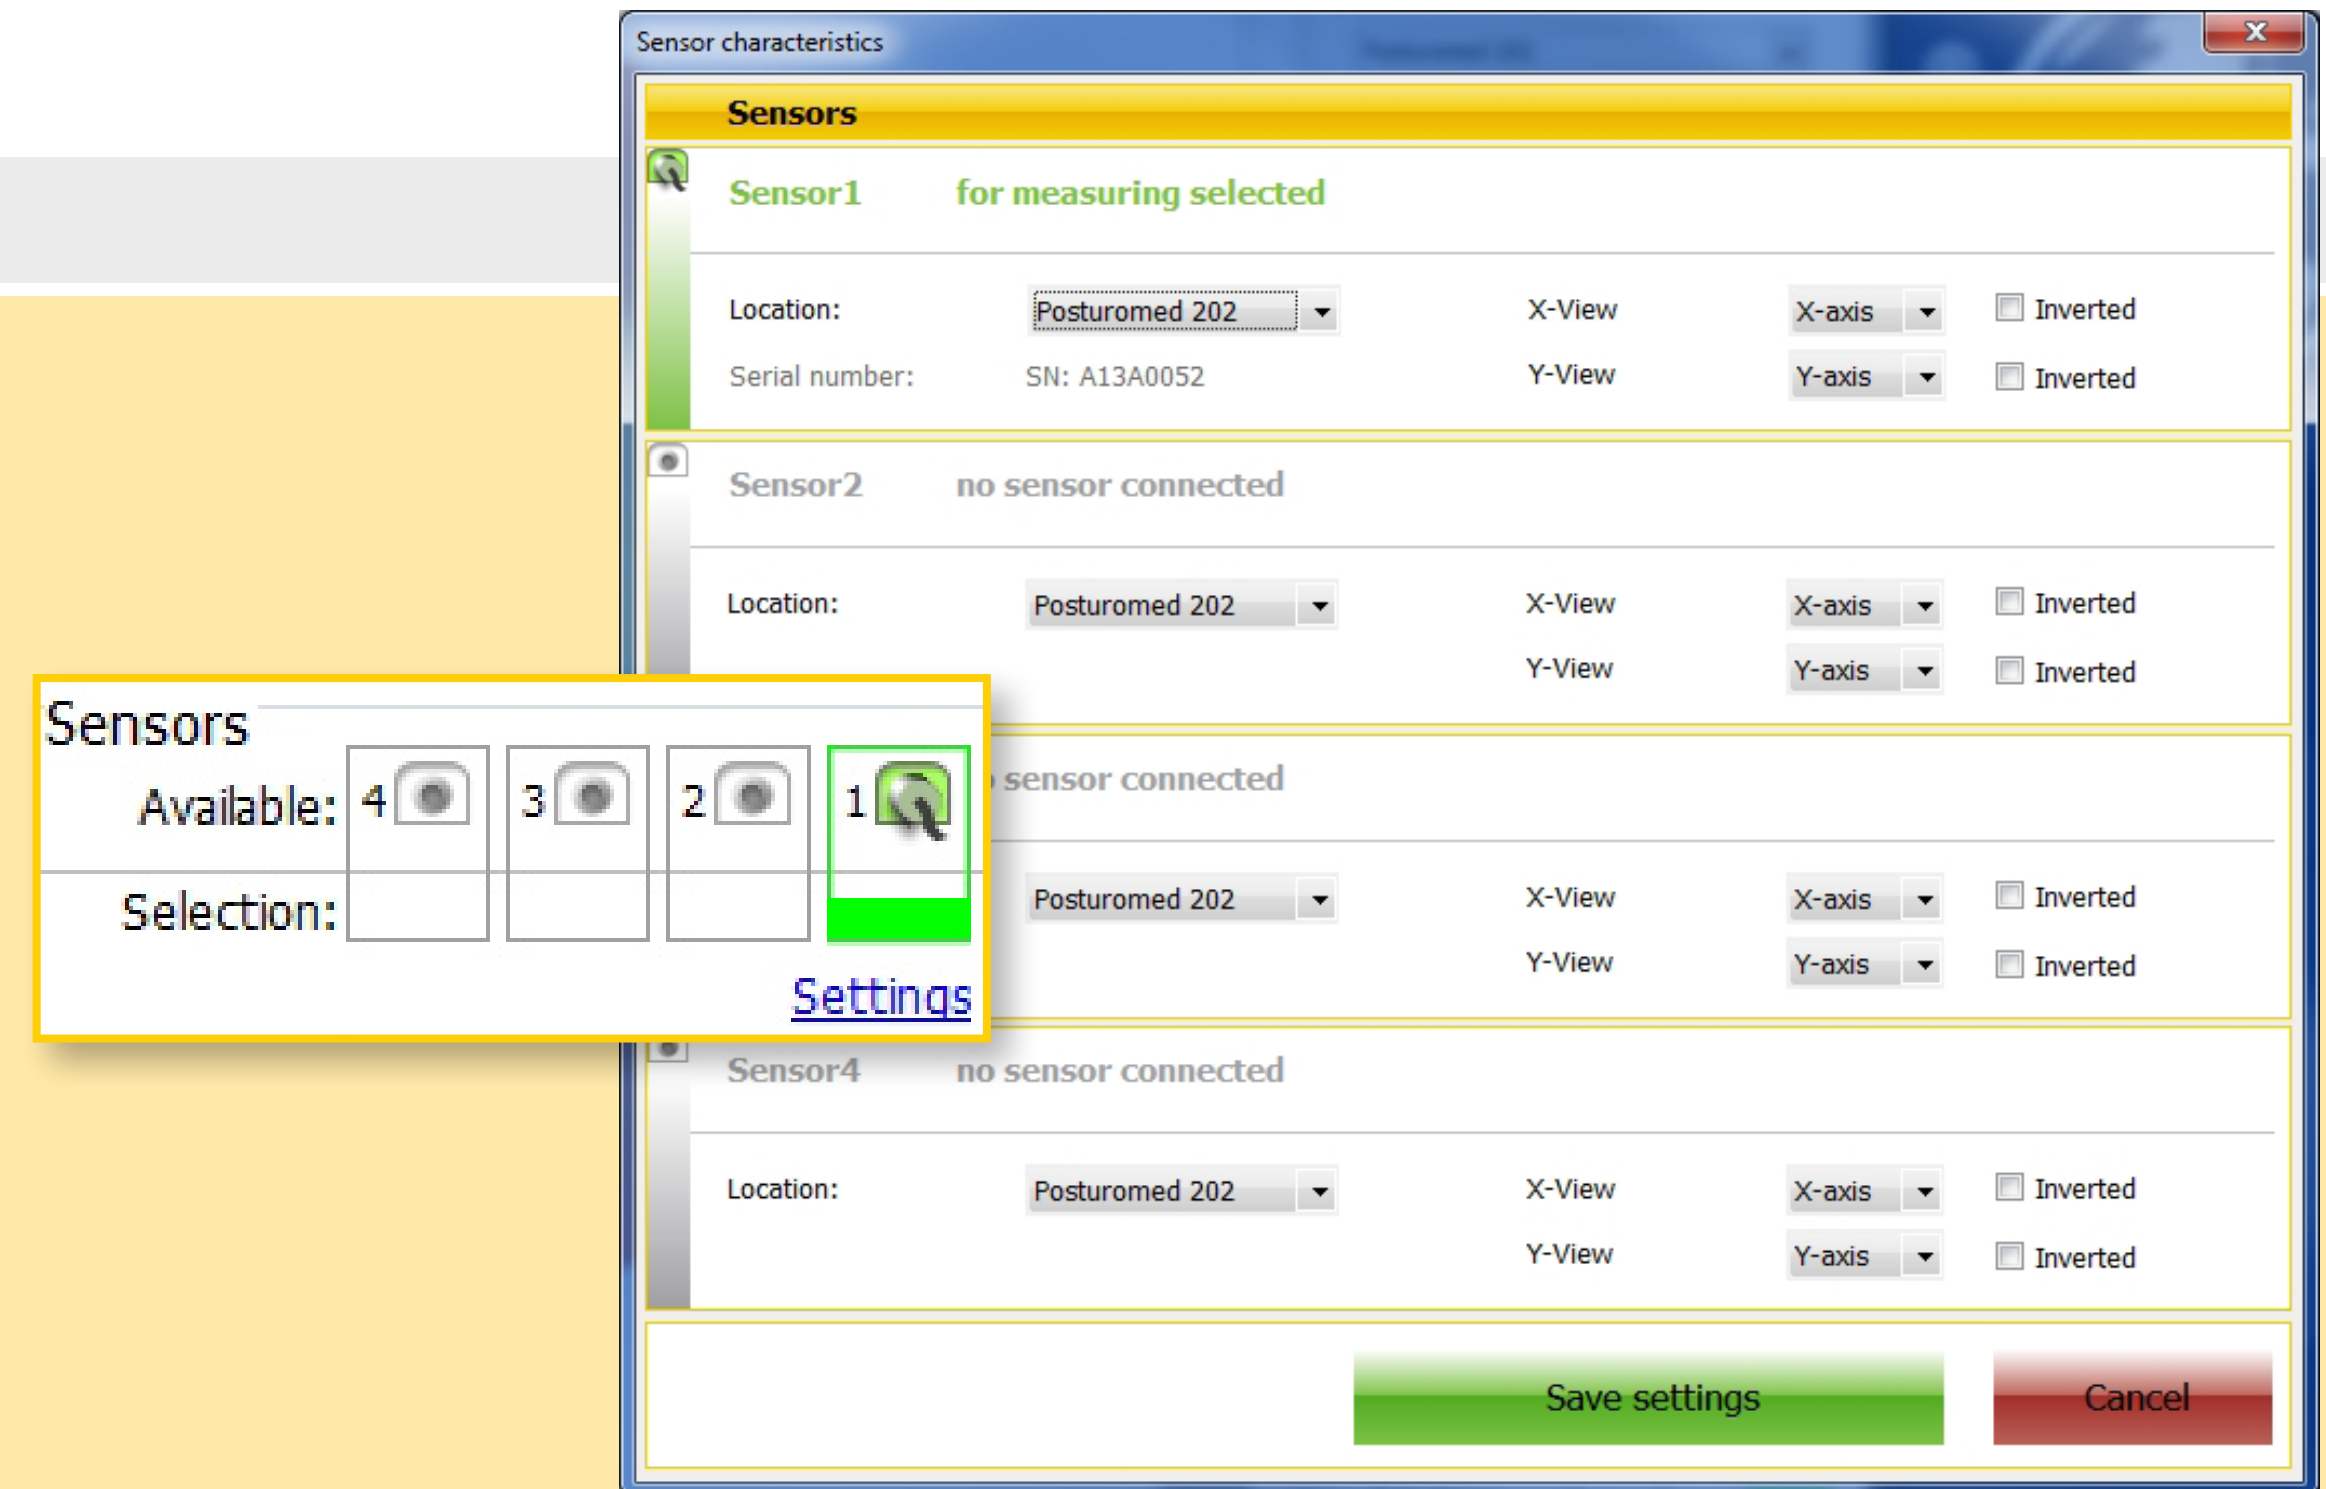 Sensor characteristics
x
Sensors
Sensor1 for measuring selected
Location: Posturomed 202 X-View X-axis Inverted
Serial number: SN: A13A0052 Y-View Y-axis Inverted
Sensor2 no sensor connected
Location: Posturomed 202 X-View X-axis Inverted
Y-View Y-axis Inverted
sensor connected
Posturomed 202 X-View X-axis Inverted
Y-View Y-axis Inverted
Sensor4 no sensor connected
Location: Posturomed 202 X-View X-axis Inverted
Y-View Y-axis Inverted
Save settings Cancel
Sensors
Available: 4 3 2 1
Selection:
Settings